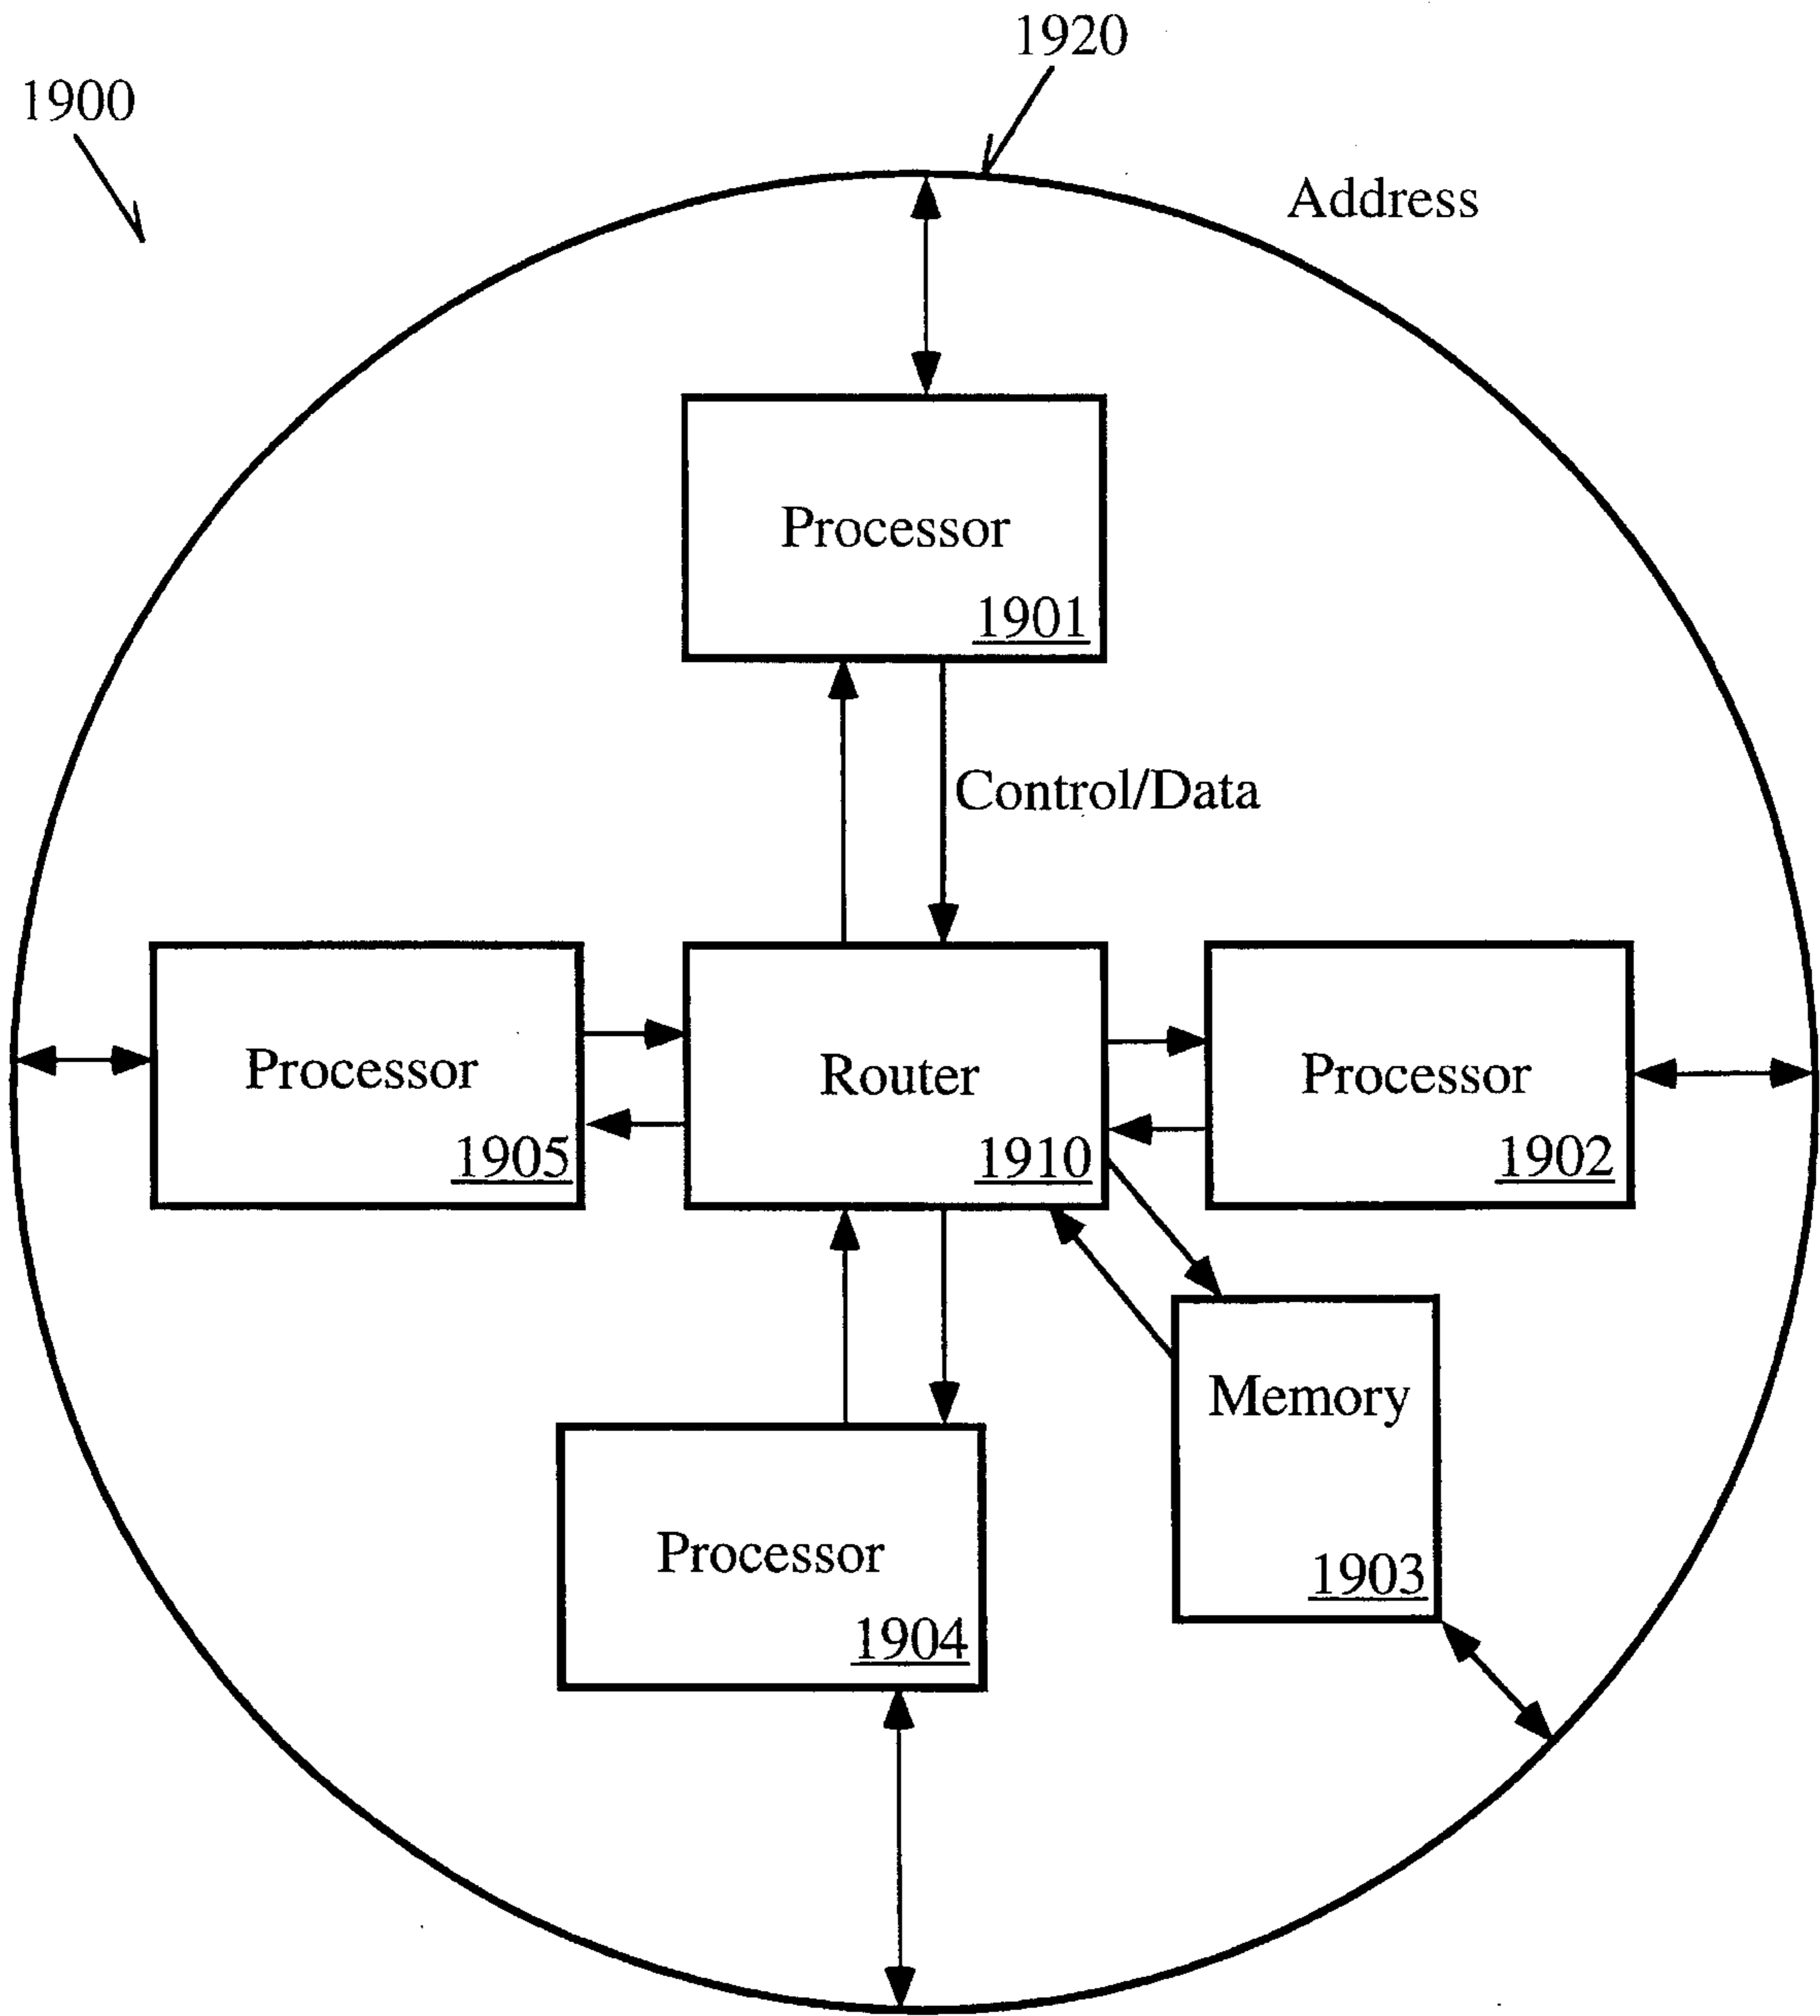 1920
1900
Address
Processor
1901
Control/Data
Processor
1905
Router
1910
Processor
1902
Memory
1903
Processor
1904